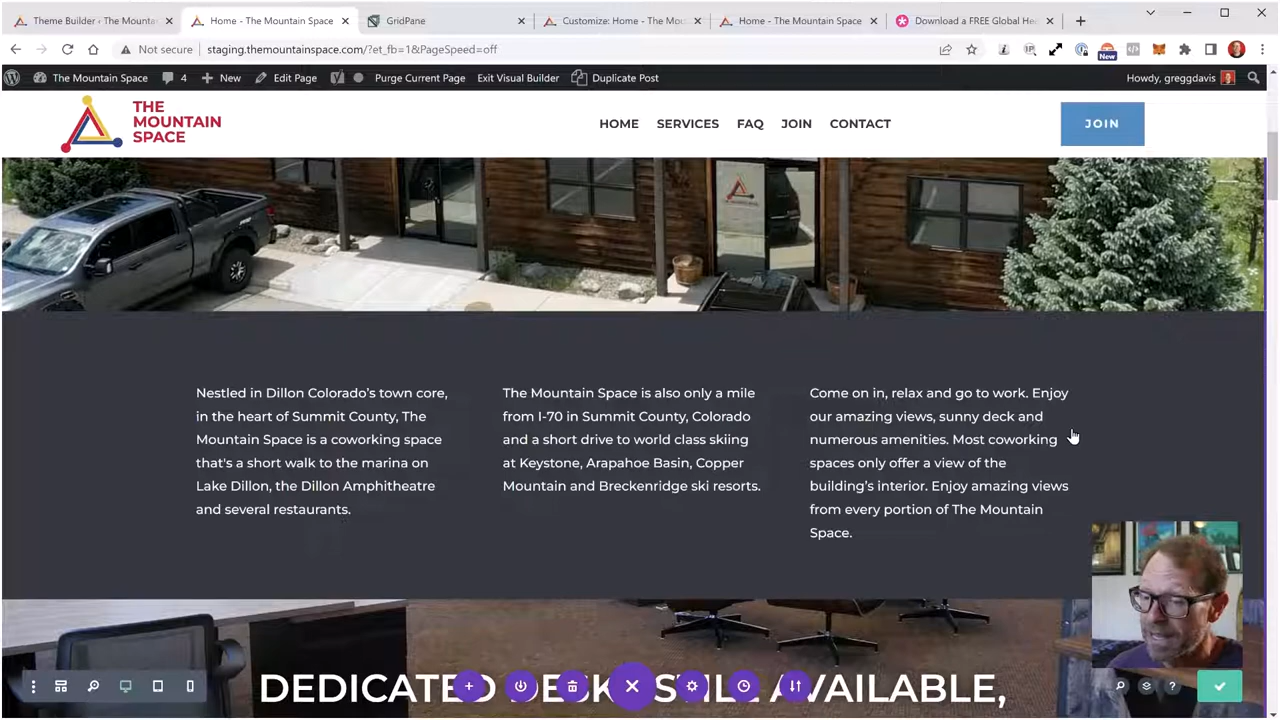 Theme Builder ‹ The Mountain
Home - The Mountain Space
GridPane
Customize: Home - The Mou
Home - The Mountain Space
Download a FREE Global He
Not secure
staging.themountainspace.com/?et_fb=1&PageSpeed=off
New
The Mountain Space
4
New
Edit Page
Purge Current Page
Exit Visual Builder
Duplicate Post
Howdy, greggdavis
THE
MOUNTAIN
SPACE
HOME
SERVICES
FAQ
JOIN
CONTACT
JOIN
Nestled in Dillon Colorado’s town core,
in the heart of Summit County, The
Mountain Space is a coworking space
that's a short walk to the marina on
Lake Dillon, the Dillon Amphitheatre
and several restaurants.
The Mountain Space is also only a mile
from I-70 in Summit County, Colorado
and a short drive to world class skiing
at Keystone, Arapahoe Basin, Copper
Mountain and Breckenridge ski resorts.
Come on in, relax and go to work. Enjoy
our amazing views, sunny deck and
numerous amenities. Most coworking
spaces only offer a view of the
building’s interior. Enjoy amazing views
from every portion of The Mountain
Space.
DEDICATED DESKS STILL AVAILABLE,